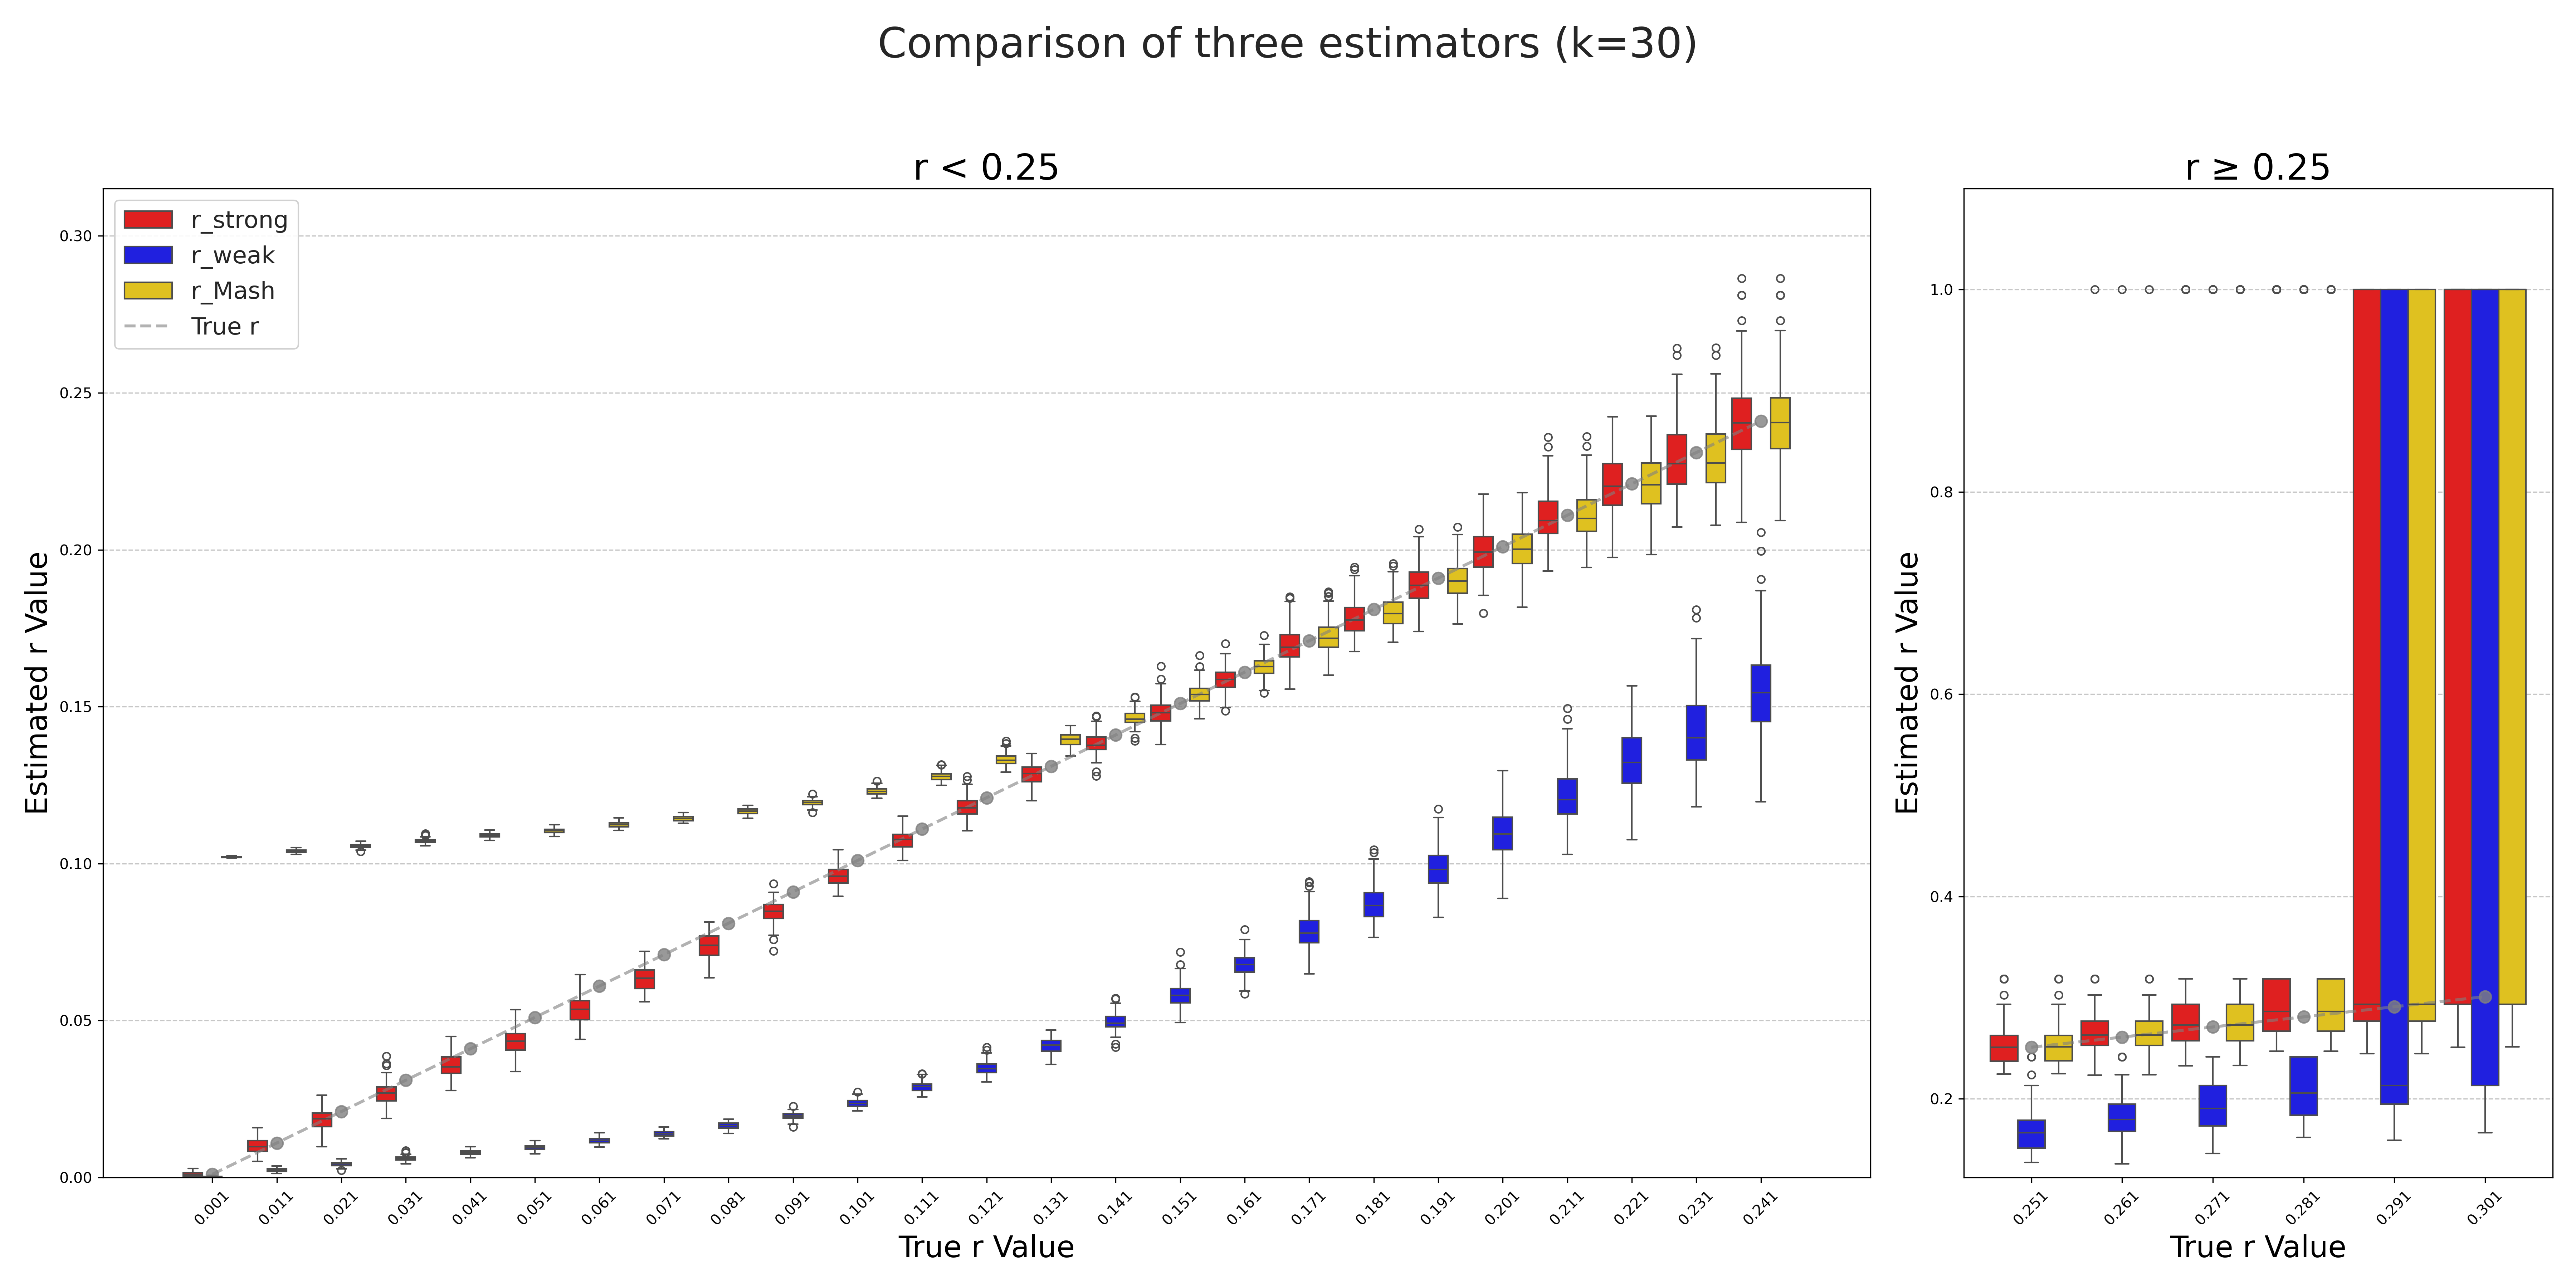 Comparison of three estimators (k=30)
r < 0.25
r_strong
r_weak
r_Mash
True r
Estimated r Value
0.30
0.25
0.20
0.15
0.10
0.05
0.00
0.001 0.011 0.021 0.031 0.041 0.051 0.061 0.071 0.081 0.091 0.101 0.111 0.121 0.131 0.141 0.151 0.161 0.171 0.181 0.191 0.201 0.211 0.221 0.231 0.241
True r Value
r ≥ 0.25
Estimated r Value
1.0
0.8
0.6
0.4
0.2
0.251 0.261 0.271 0.281 0.291 0.301
True r Value